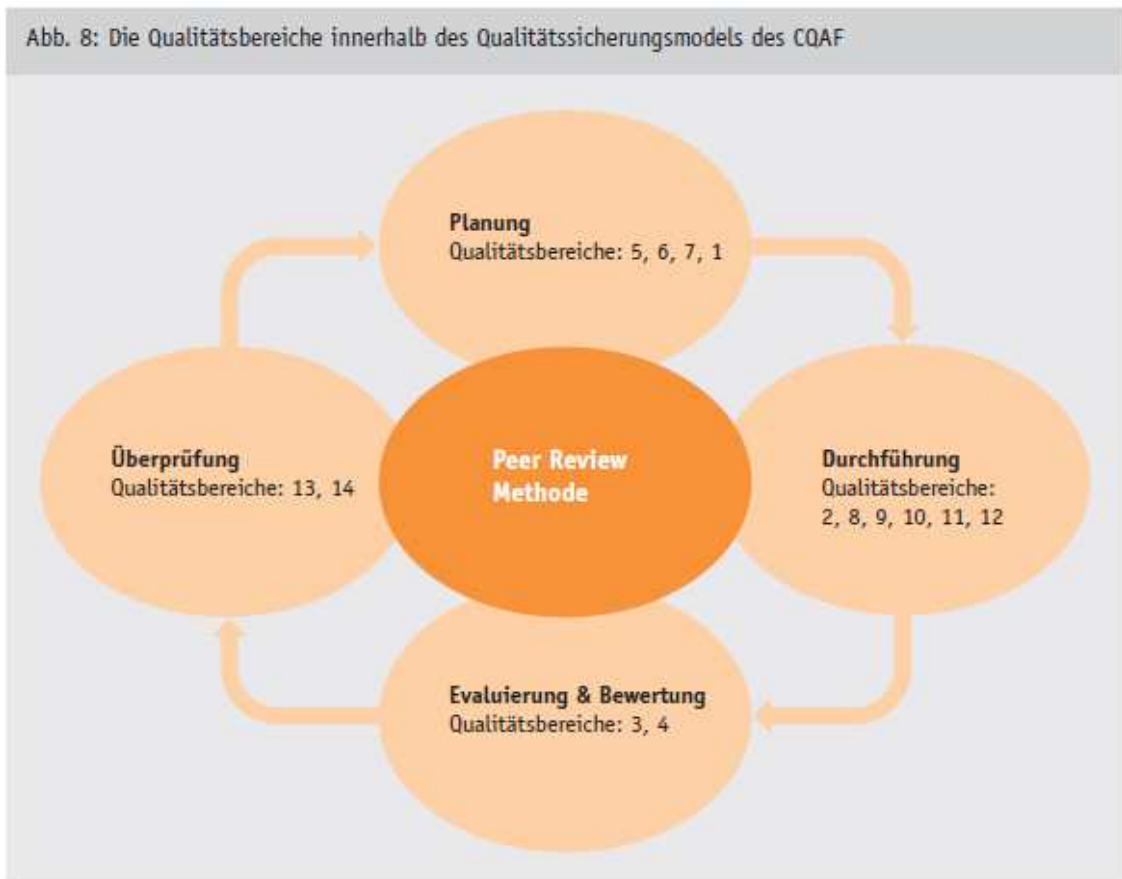 Abb. 8: Die Qualitätsbereiche innerhalb des Qualitätssicherungsmodels des CQAF
Planung
Qualitätsbereiche: 5, 6, 7, 1
Überprüfung
Qualitätsbereiche: 13, 14
Peer Review
Methode
Durchführung
Qualitätsbereiche:
2, 8, 9, 10, 11, 12
Evaluierung & Bewertung
Qualitätsbereiche: 3, 4